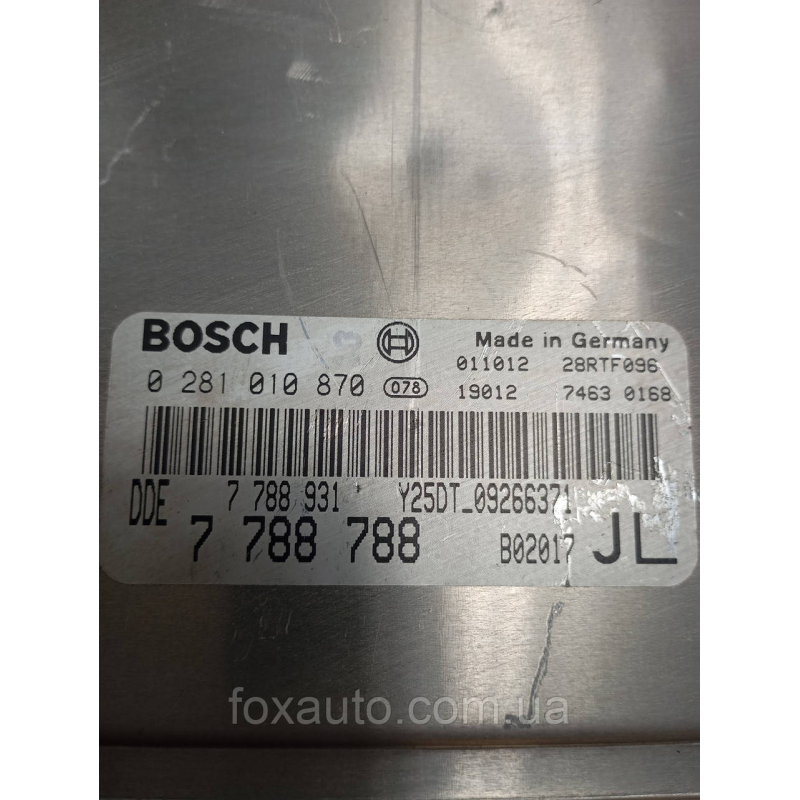 BOSCH Made in Germany
011012 28RTF096
0 281 010 870 078 19012 7463 0168
DDE 7 788 931 Y25DT_09266371
7 788 788 B02017 JL
foxauto.com.ua